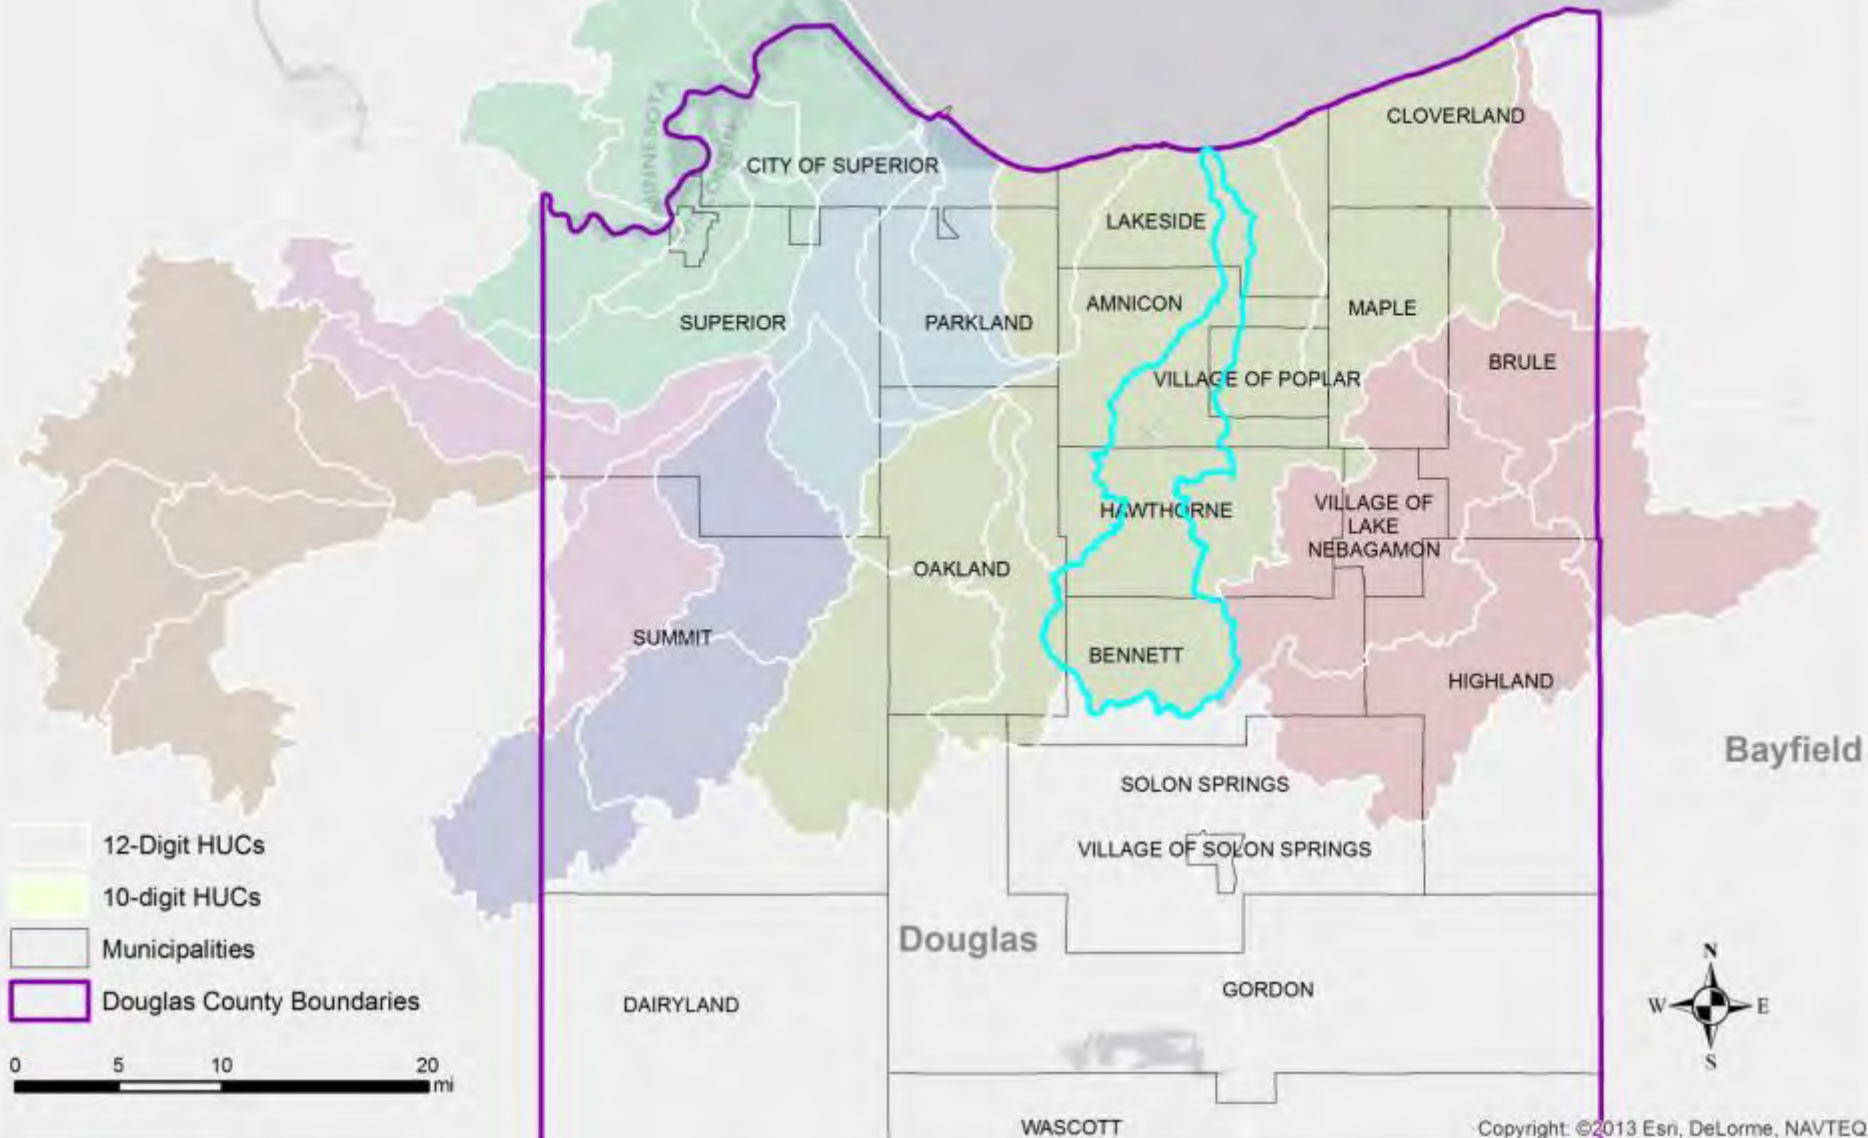 CLOVERLAND
MINNESOTA
CITY OF SUPERIOR
LAKESIDE
AMNICON
MAPLE
SUPERIOR
PARKLAND
BRULE
VILLAGE OF POPLAR
HAWTHORNE
VILLAGE OF
LAKE
NEBAGAMON
OAKLAND
SUMMIT
BENNETT
HIGHLAND
Bayfield
SOLON SPRINGS
VILLAGE OF SOLON SPRINGS
12-Digit HUCs
10-digit HUCs
Municipalities
Douglas County Boundaries
Douglas
GORDON
DAIRYLAND
N
W E
S
0 5 10 20
mi
WASCOTT
Copyright: ©2013 Esri, DeLorme, NAVTEQ